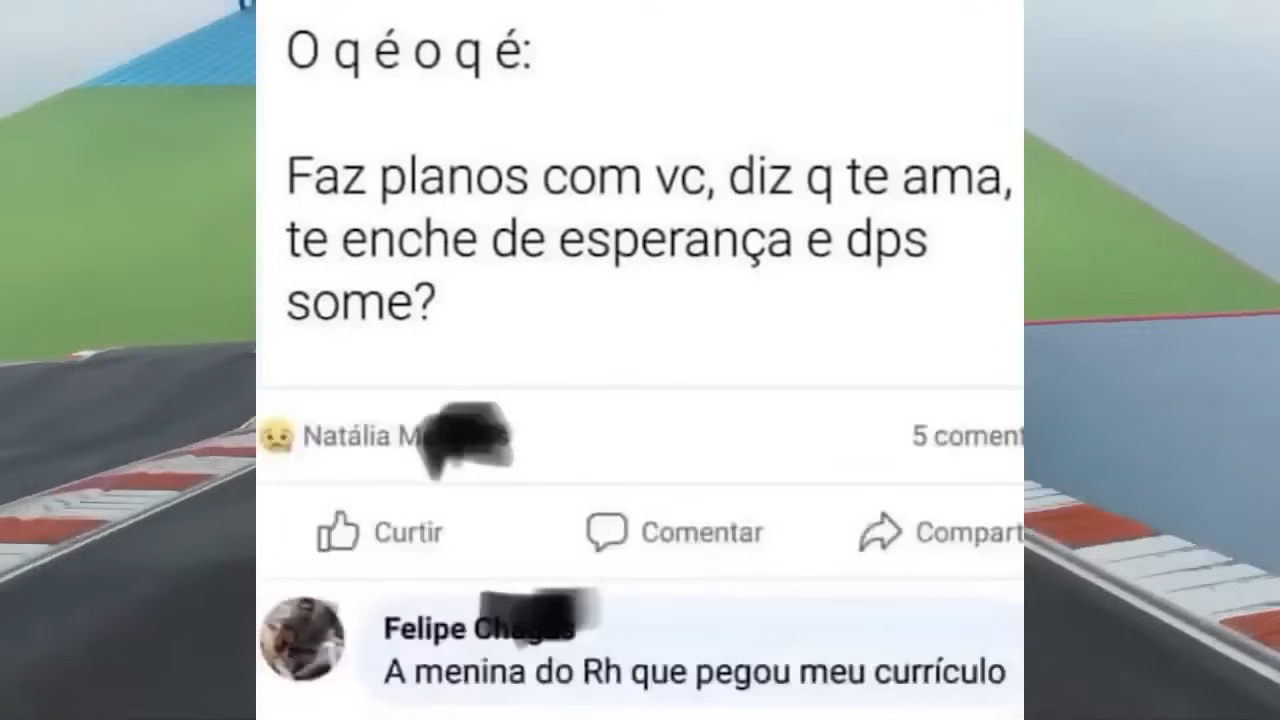 O q é o q é:
Faz planos com vc, diz q te ama,
te enche de esperança e dps
some?
Natália
5 coment
Curtir
Comentar
Compart
Felipe Chagas
A menina do Rh que pegou meu currículo